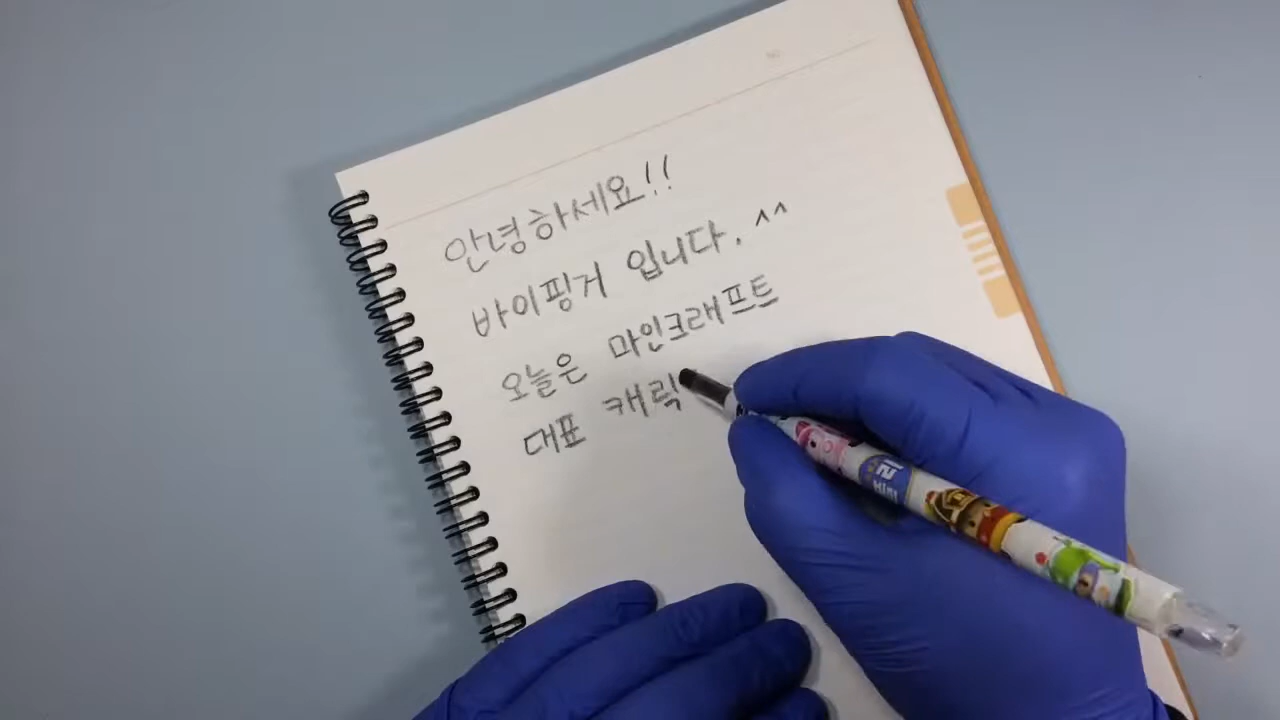 안녕하세요!!
바이핑거 입니다. ^^
오늘은 마인크래프트
대표 캐릭